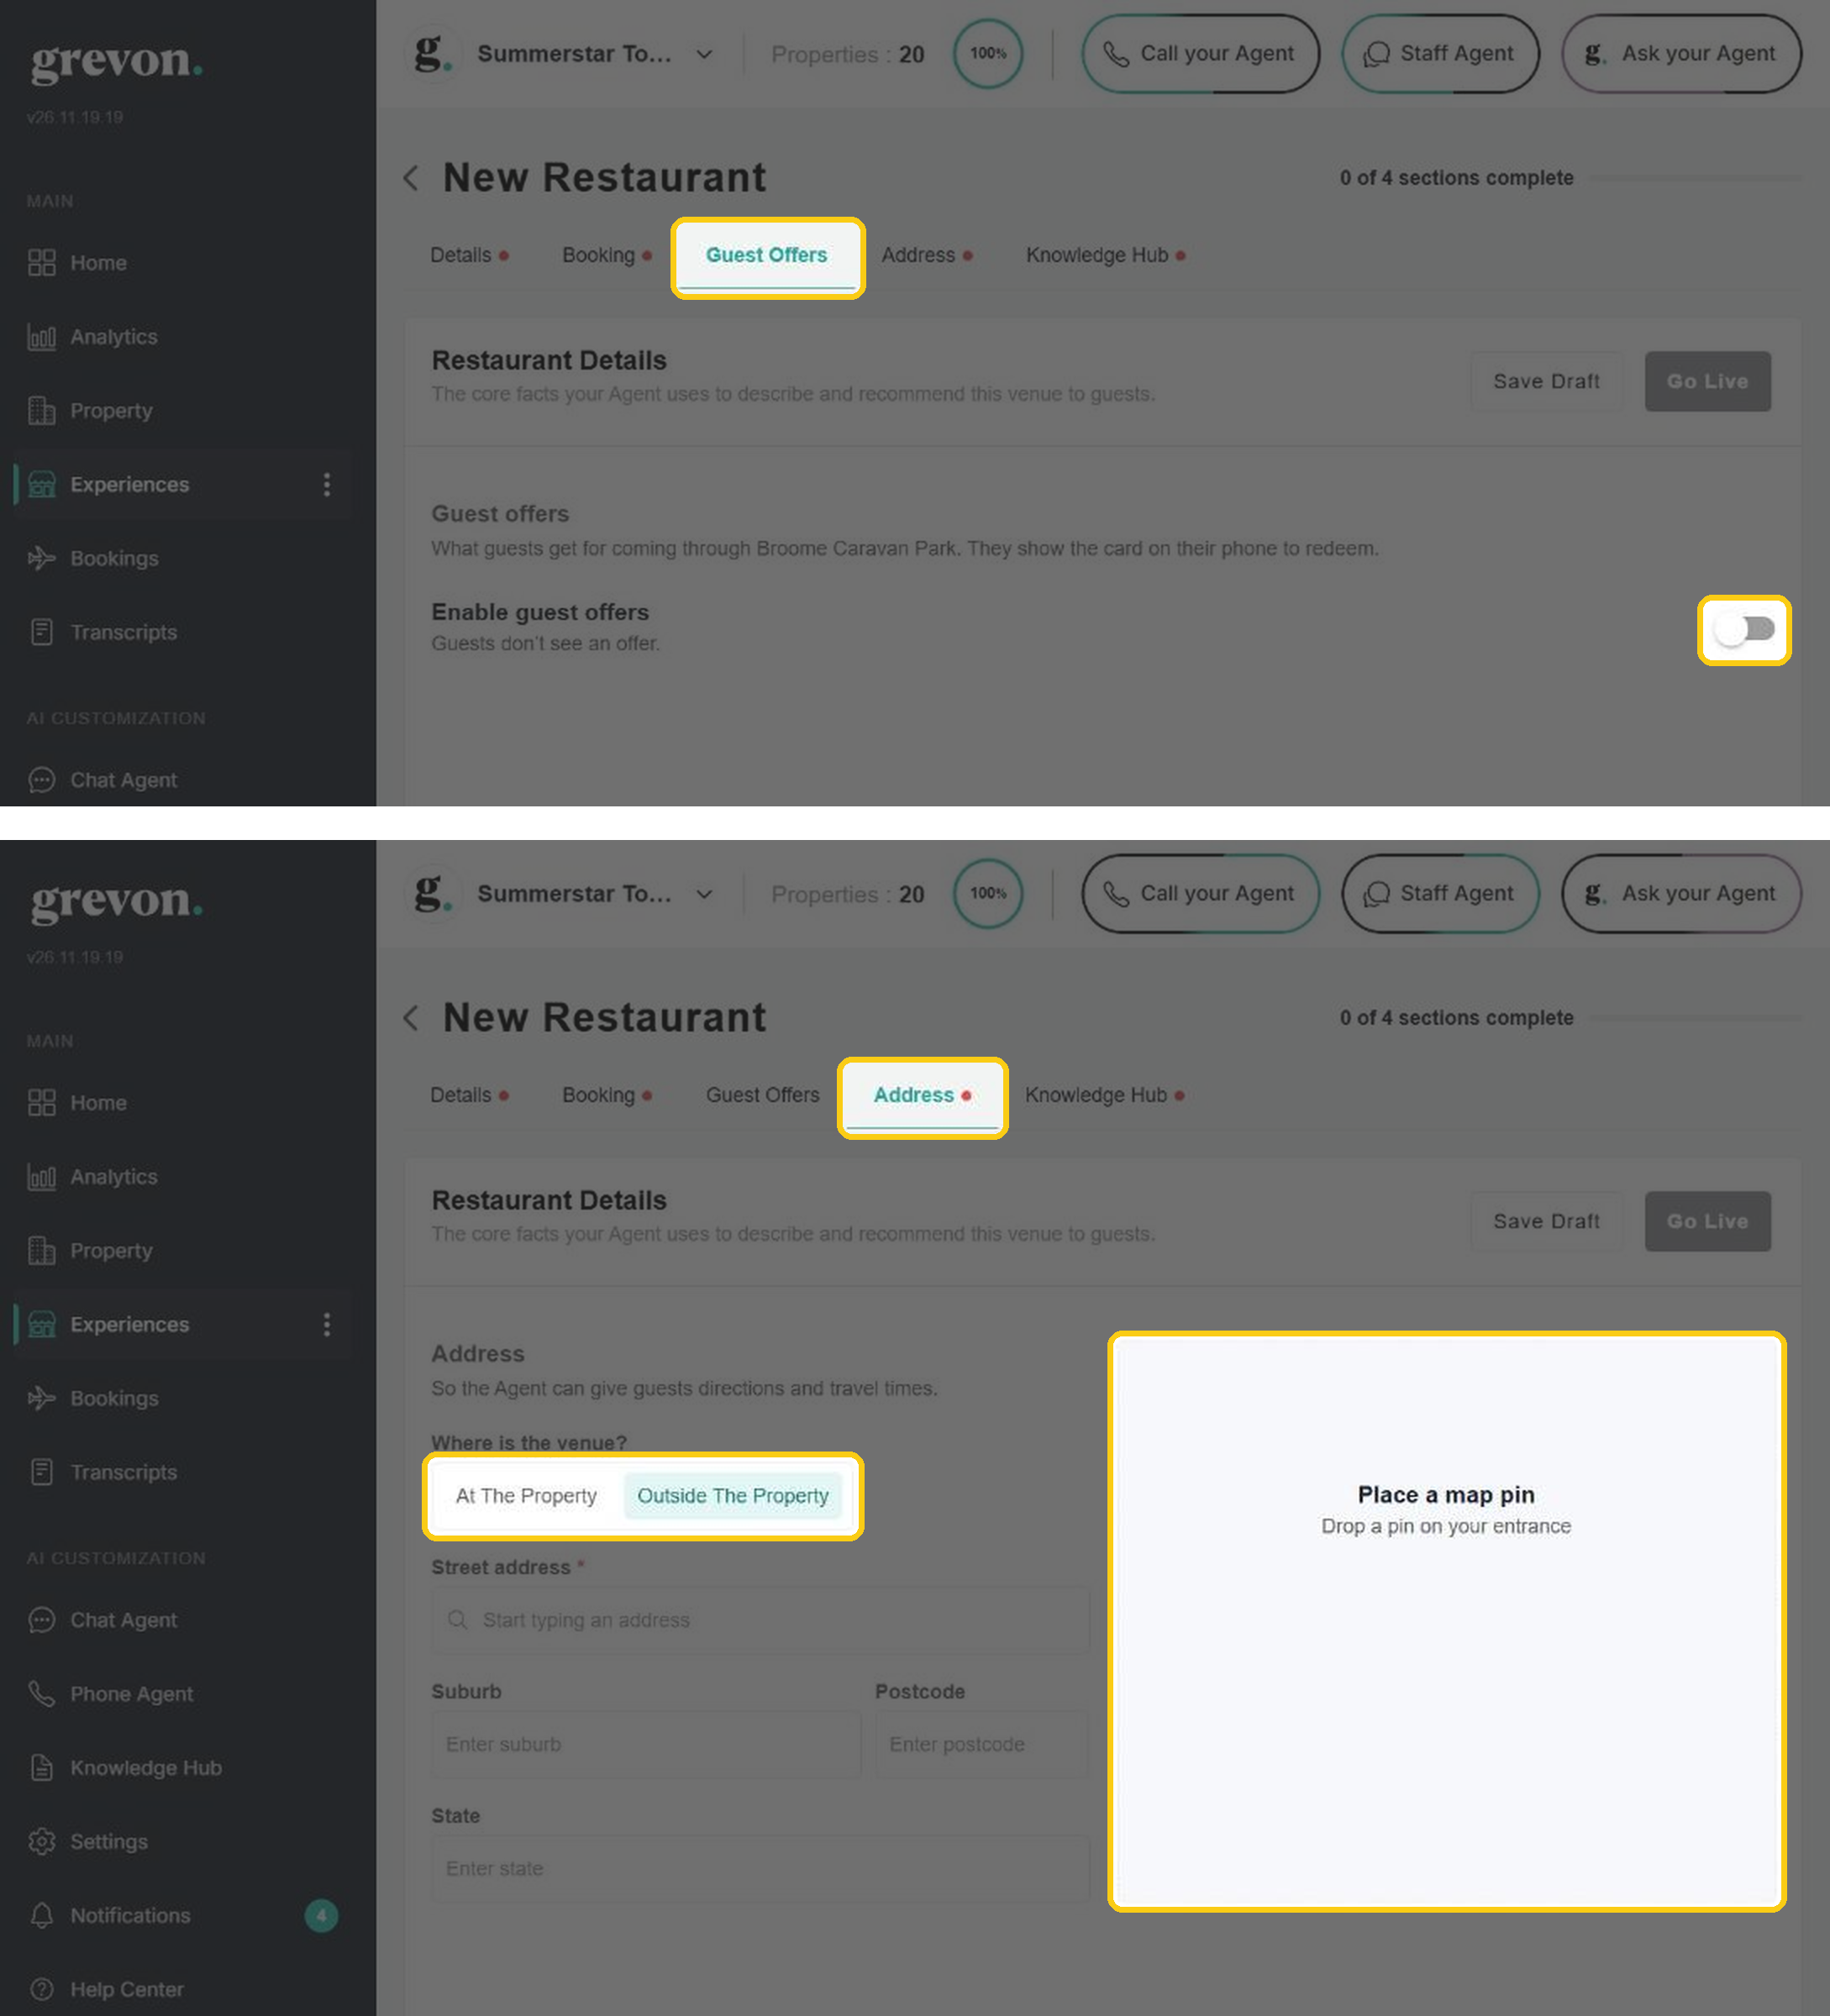 grevon.
v26.11.19.19
MAIN
Home
Analytics
Property
Experiences
Bookings
Transcripts
AI CUSTOMIZATION
Chat Agent
g. Summerstar To...
Properties : 20
100%
Call your Agent
Staff Agent
g. Ask your Agent
New Restaurant
0 of 4 sections complete
Details
Booking
Guest Offers
Address
Knowledge Hub
Restaurant Details
The core facts your Agent uses to describe and recommend this venue to guests.
Save Draft
Go Live
Guest offers
What guests get for coming through Broome Caravan Park. They show the card on their phone to redeem.
Enable guest offers
Guests don't see an offer.
grevon.
v26.11.19.19
MAIN
Home
Analytics
Property
Experiences
Bookings
Transcripts
AI CUSTOMIZATION
Chat Agent
Phone Agent
Knowledge Hub
Settings
Notifications 4
Help Center
g. Summerstar To...
Properties : 20
100%
Call your Agent
Staff Agent
g. Ask your Agent
New Restaurant
0 of 4 sections complete
Details
Booking
Guest Offers
Address
Knowledge Hub
Restaurant Details
The core facts your Agent uses to describe and recommend this venue to guests.
Save Draft
Go Live
Address
So the Agent can give guests directions and travel times.
Where is the venue?
At The Property
Outside The Property
Street address *
Start typing an address
Suburb
Postcode
Enter suburb
Enter postcode
State
Enter state
Place a map pin
Drop a pin on your entrance